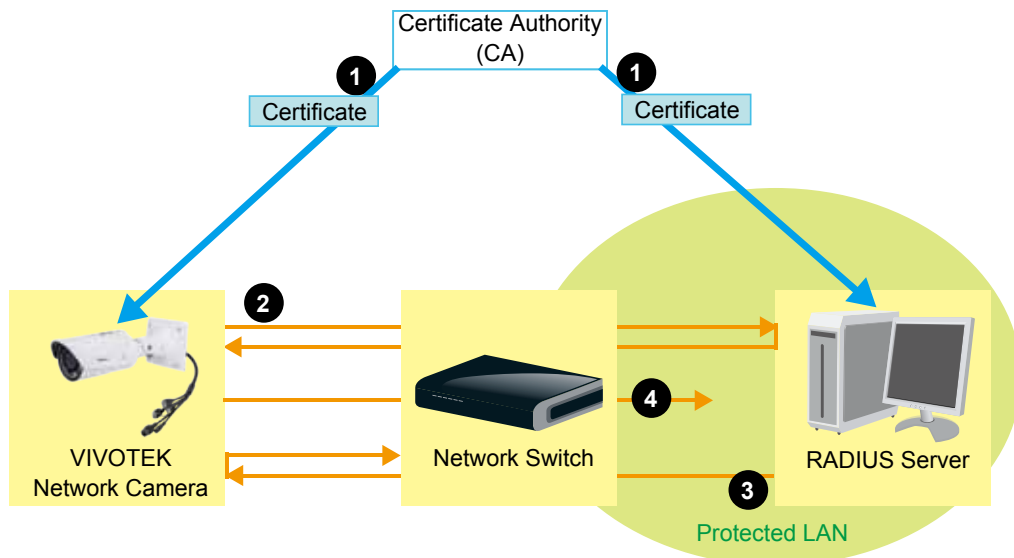 Certificate Authority
(CA)
1
1
Certificate
Certificate
2
4
VIVOTEK
Network Camera
Network Switch
RADIUS Server
3
Protected LAN